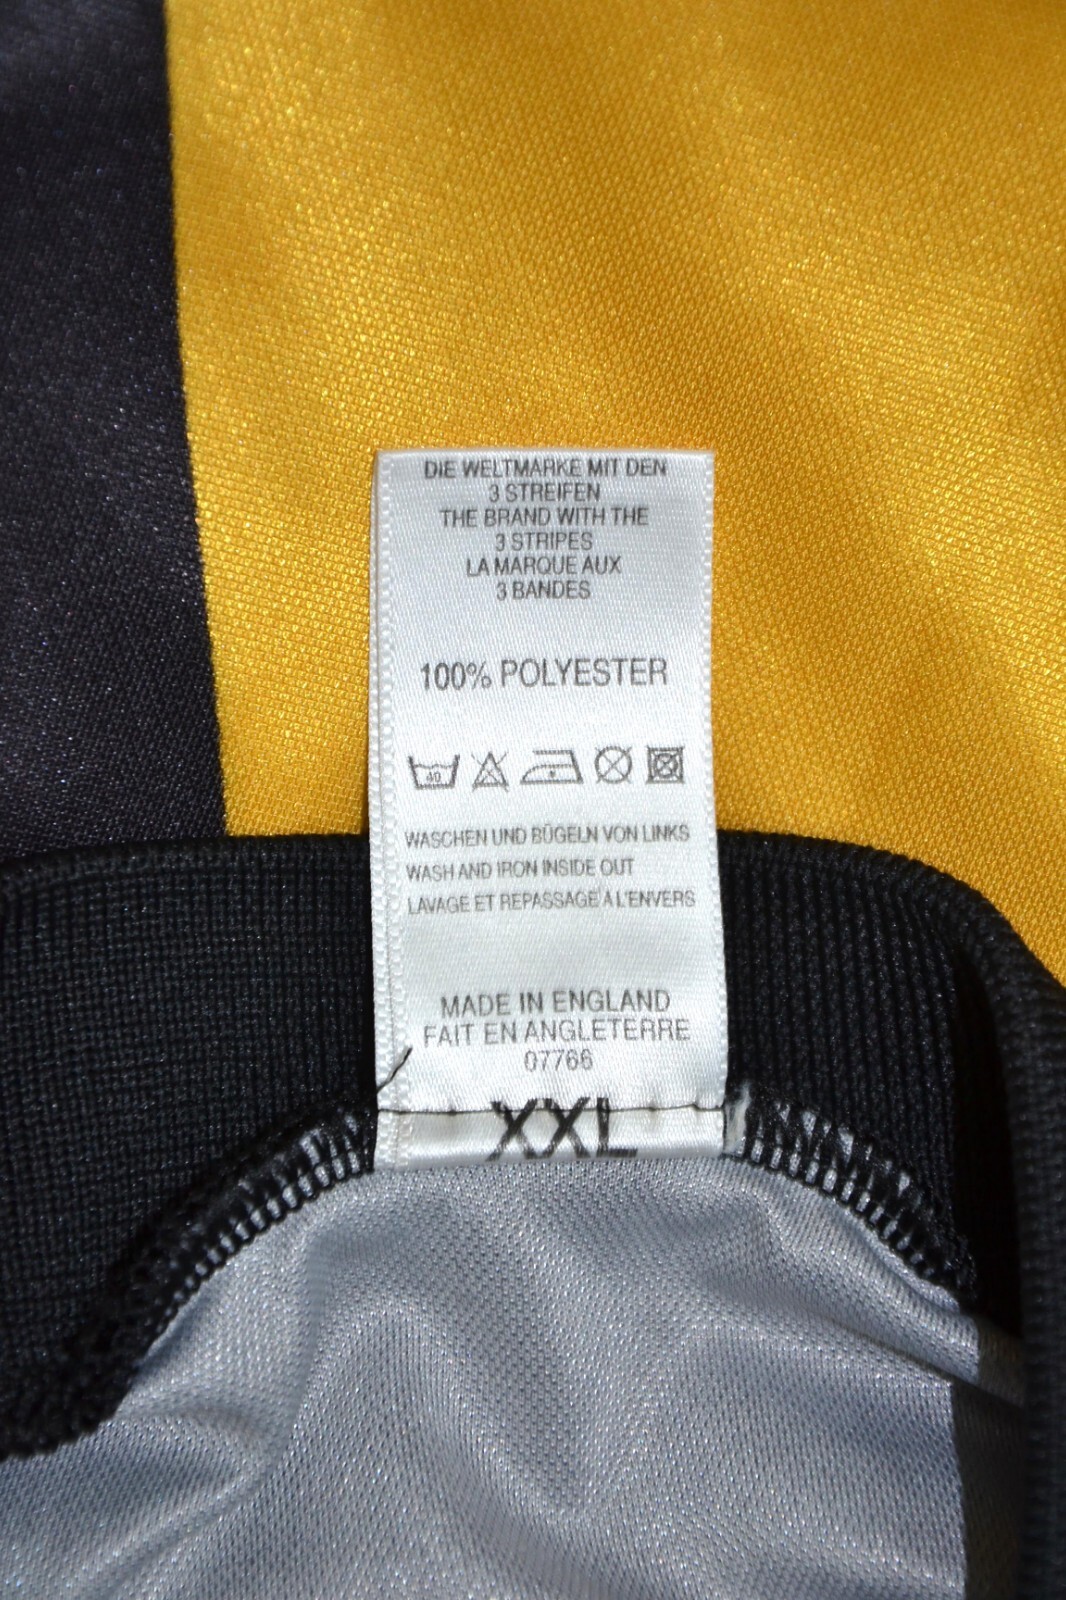 DIE WELTMARKE MIT DEN
3 STREIFEN
THE BRAND WITH THE
3 STRIPES
LA MARQUE AUX
3 BANDES
100% POLYESTER
40
WASCHEN UND BÜGELN VON LINKS
WASH AND IRON INSIDE OUT
LAVAGE ET REPASSAGE A L'ENVERS
MADE IN ENGLAND
FAIT EN ANGLETERRE
07766
XXL